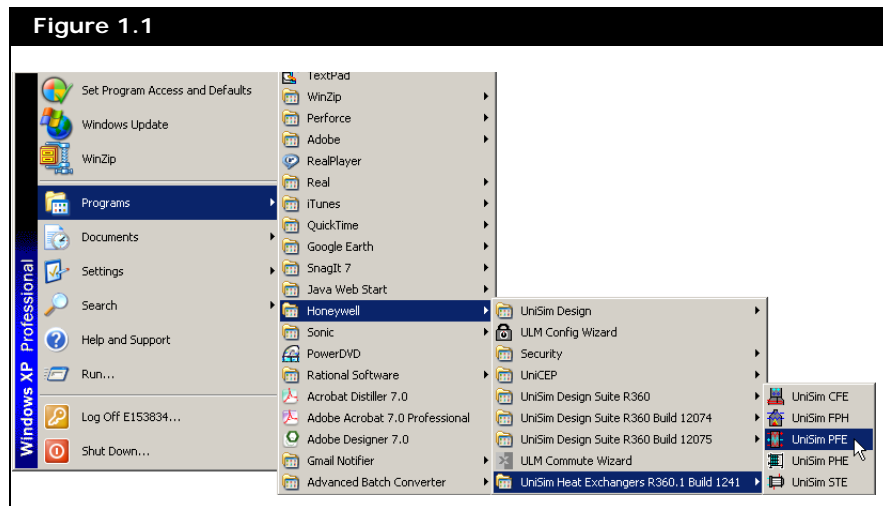 Figure 1.1
Windows XP Professional
Set Program Access and Defaults
Windows Update
WinZip
Programs
Documents
Settings
Search
Help and Support
Run...
Log Off E153834...
Shut Down...
TextPad
WinZip
Perforce
Adobe
RealPlayer
Real
iTunes
QuickTime
Google Earth
SnagIt 7
Java Web Start
Honeywell
Sonic
PowerDVD
Rational Software
Acrobat Distiller 7.0
Adobe Acrobat 7.0 Professional
Adobe Designer 7.0
Gmail Notifier
Advanced Batch Converter
UniSim Design
ULM Config Wizard
Security
UniCEP
UniSim Design Suite R360
UniSim Design Suite R360 Build 12074
UniSim Design Suite R360 Build 12075
ULM Commute Wizard
UniSim Heat Exchangers R360.1 Build 1241
UniSim CFE
UniSim FPH
UniSim PFE
UniSim PHE
UniSim STE